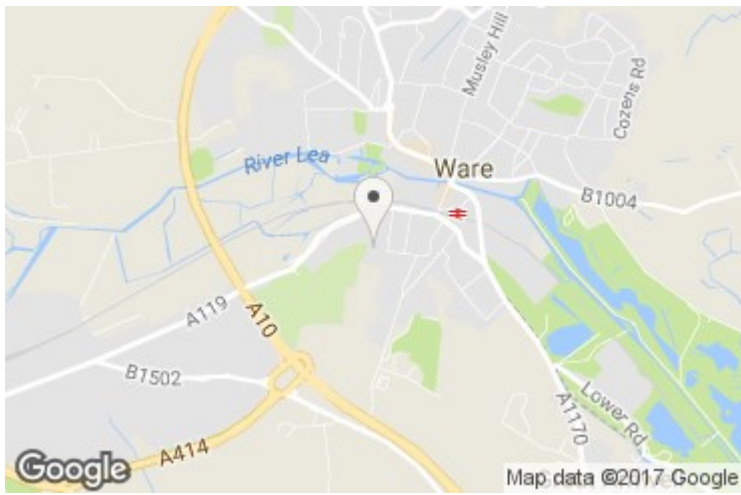 Musley Hill
Cozens Rd
River Lea
Ware
B1004
A119
A10
B1502
Lower Rd
A1170
A414
Google
Map data ©2017 Google